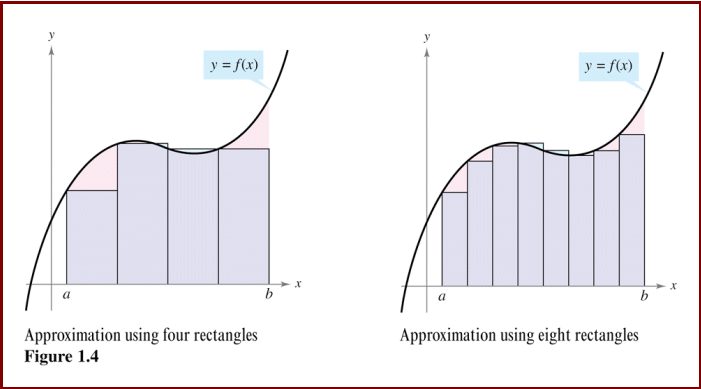 y
y = f(x)
x
a
b
Approximation using four rectangles
Figure 1.4
y
y = f(x)
x
a
b
Approximation using eight rectangles